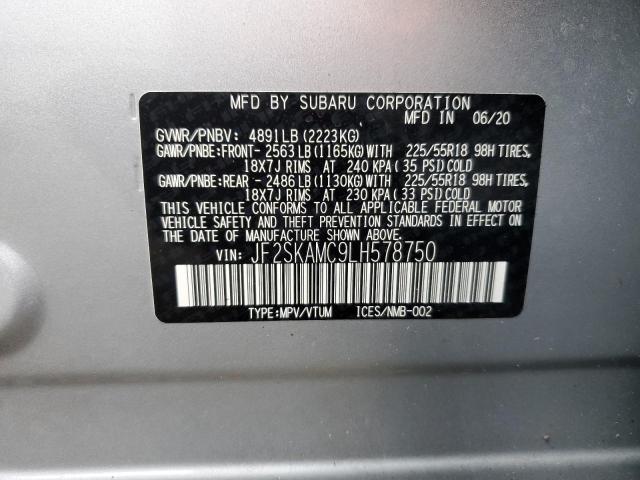 MFD BY SUBARU CORPORATION
MFD IN 06/20
GVWR/PNBV: 4891LB (2223KG)
GAWR/PNBE:FRONT- 2563LB (1165KG) WITH 225/55R18 98H TIRES,
18X7J RIMS AT 240 KPA ( 35 PSI) COLD
GAWR/PNBE:REAR - 2486LB (1130KG) WITH 225/55R18 98H TIRES,
18X7J RIMS AT 230 KPA ( 33 PSI) COLD
THIS VEHICLE CONFORMS TO ALL APPLICABLE FEDERAL MOTOR
VEHICLE SAFETY AND THEFT PREVENTION STANDARDS IN EFFECT
ON THE DATE OF MANUFACTURE SHOWN ABOVE.
VIN: JF2SKAMC9LH578750
TYPE:MPV/VTUM ICES/NMB-002